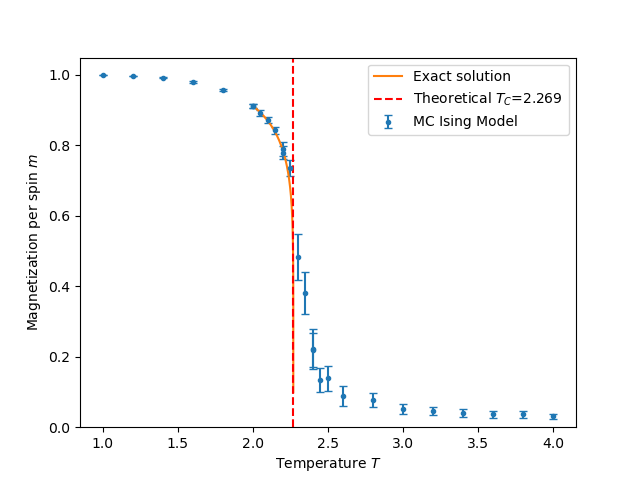 Exact solution
Theoretical $T_C$=2.269
MC Ising Model
Magnetization per spin m
1.0
0.8
0.6
0.4
0.2
0.0
1.0 1.5 2.0 2.5 3.0 3.5 4.0
Temperature T